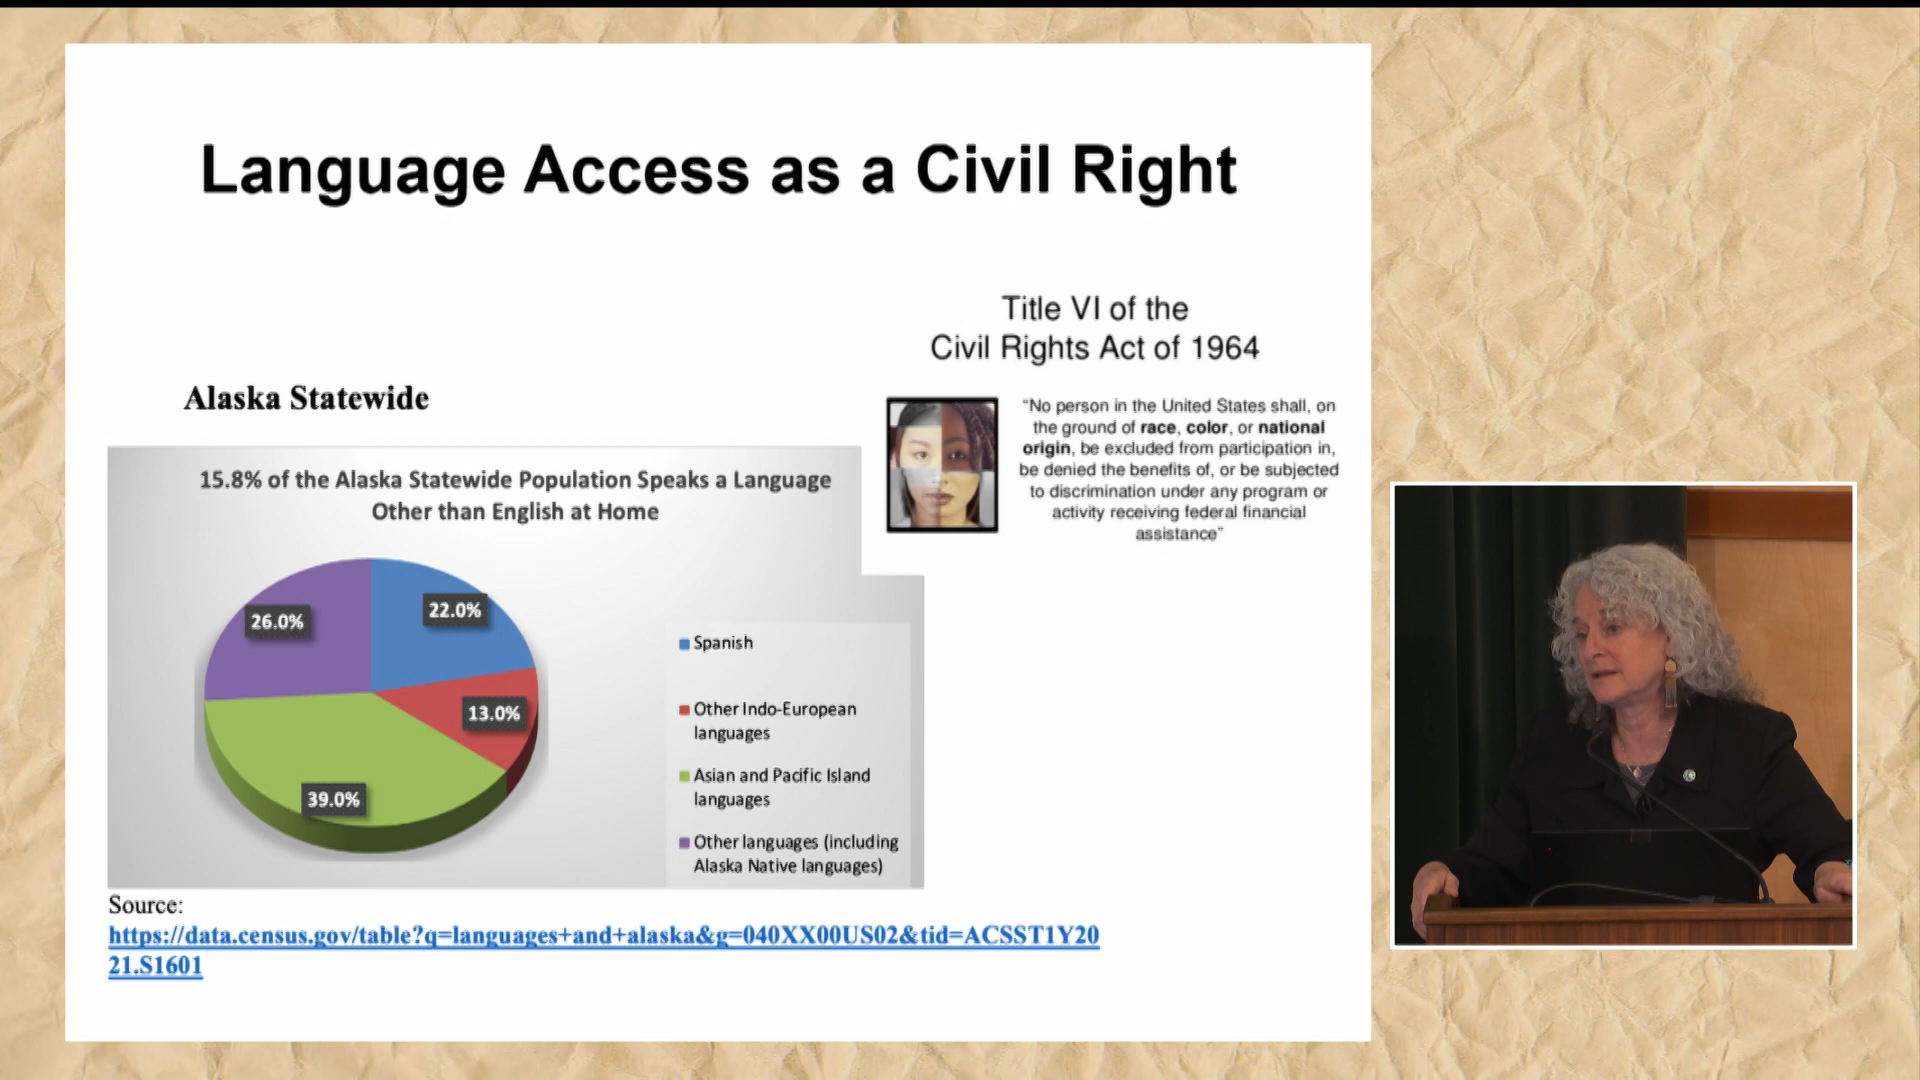 Language Access as a Civil Right
Title VI of the
Civil Rights Act of 1964
“No person in the United States shall, on
the ground of race, color, or national
origin, be excluded from participation in,
be denied the benefits of, or be subjected
to discrimination under any program or
activity receiving federal financial
assistance”
Alaska Statewide
15.8% of the Alaska Statewide Population Speaks a Language
Other than English at Home
26.0%
22.0%
13.0%
39.0%
Spanish
Other Indo-European
languages
Asian and Pacific Island
languages
Other languages (including
Alaska Native languages)
Source:
https://data.census.gov/table?q=languages+and+alaska&g=040XX00US02&tid=ACSST1Y20
21.S1601